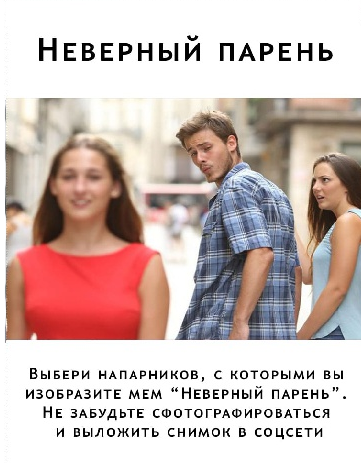 Неверный парень
Выбери напарников, с которыми вы
изобразите мем “Неверный парень”.
Не забудьте сфотографироваться
и выложить снимок в соцсети